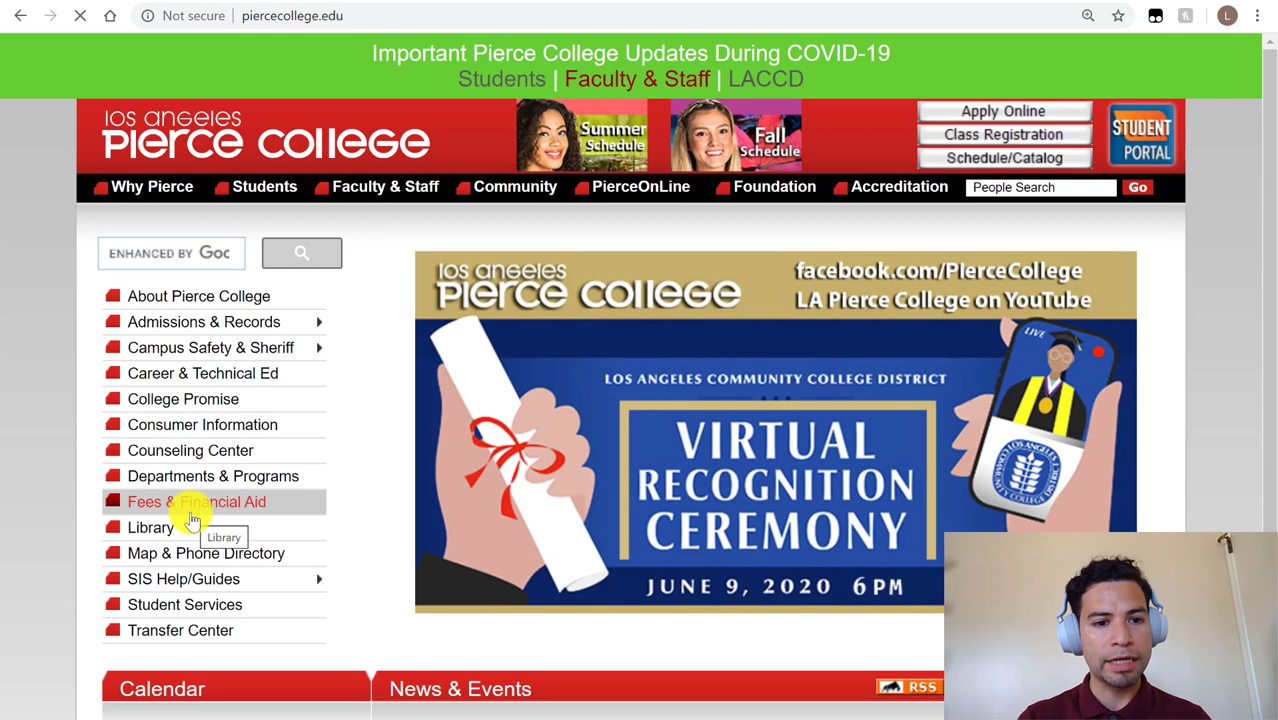 Not secure piercecollege.edu
L
Important Pierce College Updates During COVID-19
Students | Faculty & Staff | LACCD
los angeles
PIERCE COLLEGE
Summer
Schedule
Fall
Schedule
Apply Online
Class Registration
Schedule/Catalog
STUDENT
PORTAL
Why Pierce Students Faculty & Staff Community PierceOnLine Foundation Accreditation People Search Go
ENHANCED BY Goo
About Pierce College
Admissions & Records
Campus Safety & Sheriff
Career & Technical Ed
College Promise
Consumer Information
Counseling Center
Departments & Programs
Fees & Financial Aid
Library
Library
Map & Phone Directory
SIS Help/Guides
Student Services
Transfer Center
los angeles
PIERCE COLLEGE
facebook.com/PierceCollege
LA Pierce College on YouTube
LIVE
LOS ANGELES COMMUNITY COLLEGE DISTRICT
VIRTUAL
RECOGNITION
CEREMONY
JUNE 9, 2020 6PM
Calendar
News & Events
RSS